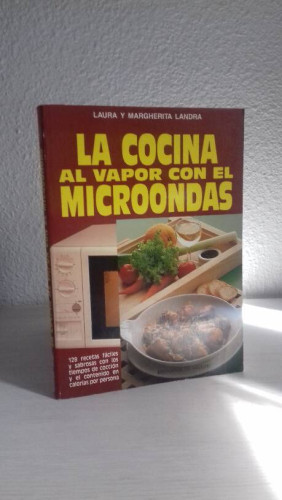 LAURA Y MARGHERITA LANDRA
LA COCINA
AL VAPOR CON EL
MICROONDAS
129 recetas fáciles
y sabrosas con los
tiempos de cocción
y el contenido en
calorías por persona